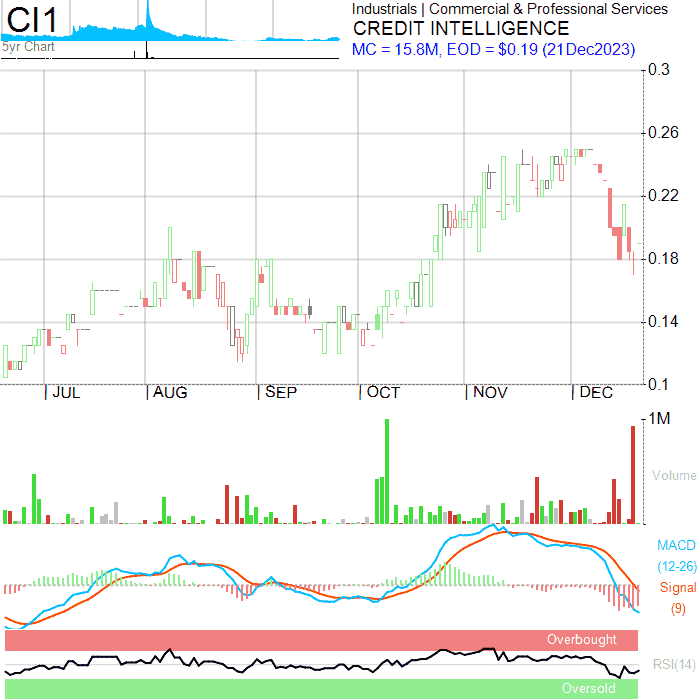 CI1
5yr Chart
Industrials | Commercial & Professional Services
CREDIT INTELLIGENCE
MC = 15.8M, EOD = $0.19 (21Dec2023)
0.3
0.26
0.22
0.18
0.14
0.1
JUL AUG SEP OCT NOV DEC
1M
Volume
MACD
(12-26)
Signal
(9)
Overbought
RSI(14)
Oversold